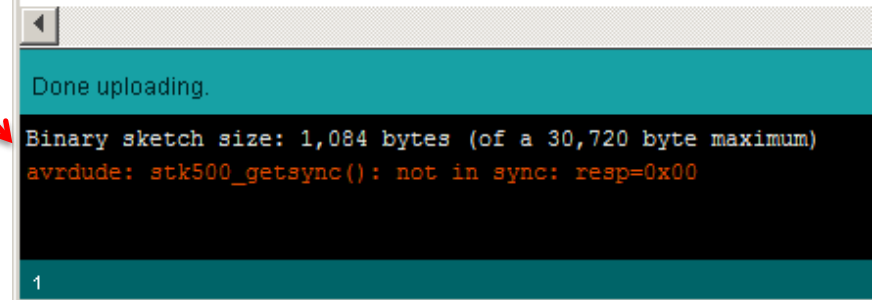 Done uploading.
Binary sketch size: 1,084 bytes (of a 30,720 byte maximum)
avrdude: stk500_getsync(): not in sync: resp=0x00
1